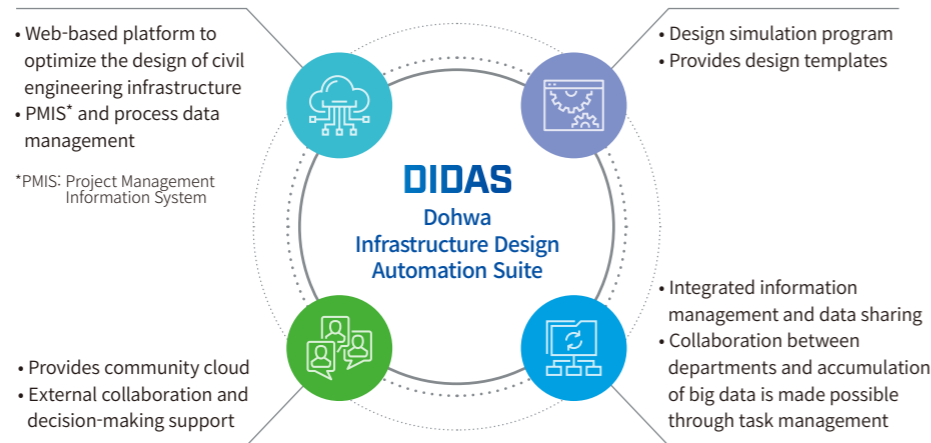 • Web-based platform to
optimize the design of civil
engineering infrastructure
• PMIS* and process data
management
*PMIS: Project Management
Information System
• Design simulation program
• Provides design templates
DIDAS
Dohwa
Infrastructure Design
Automation Suite
• Provides community cloud
• External collaboration and
decision-making support
• Integrated information
management and data sharing
• Collaboration between
departments and accumulation
of big data is made possible
through task management